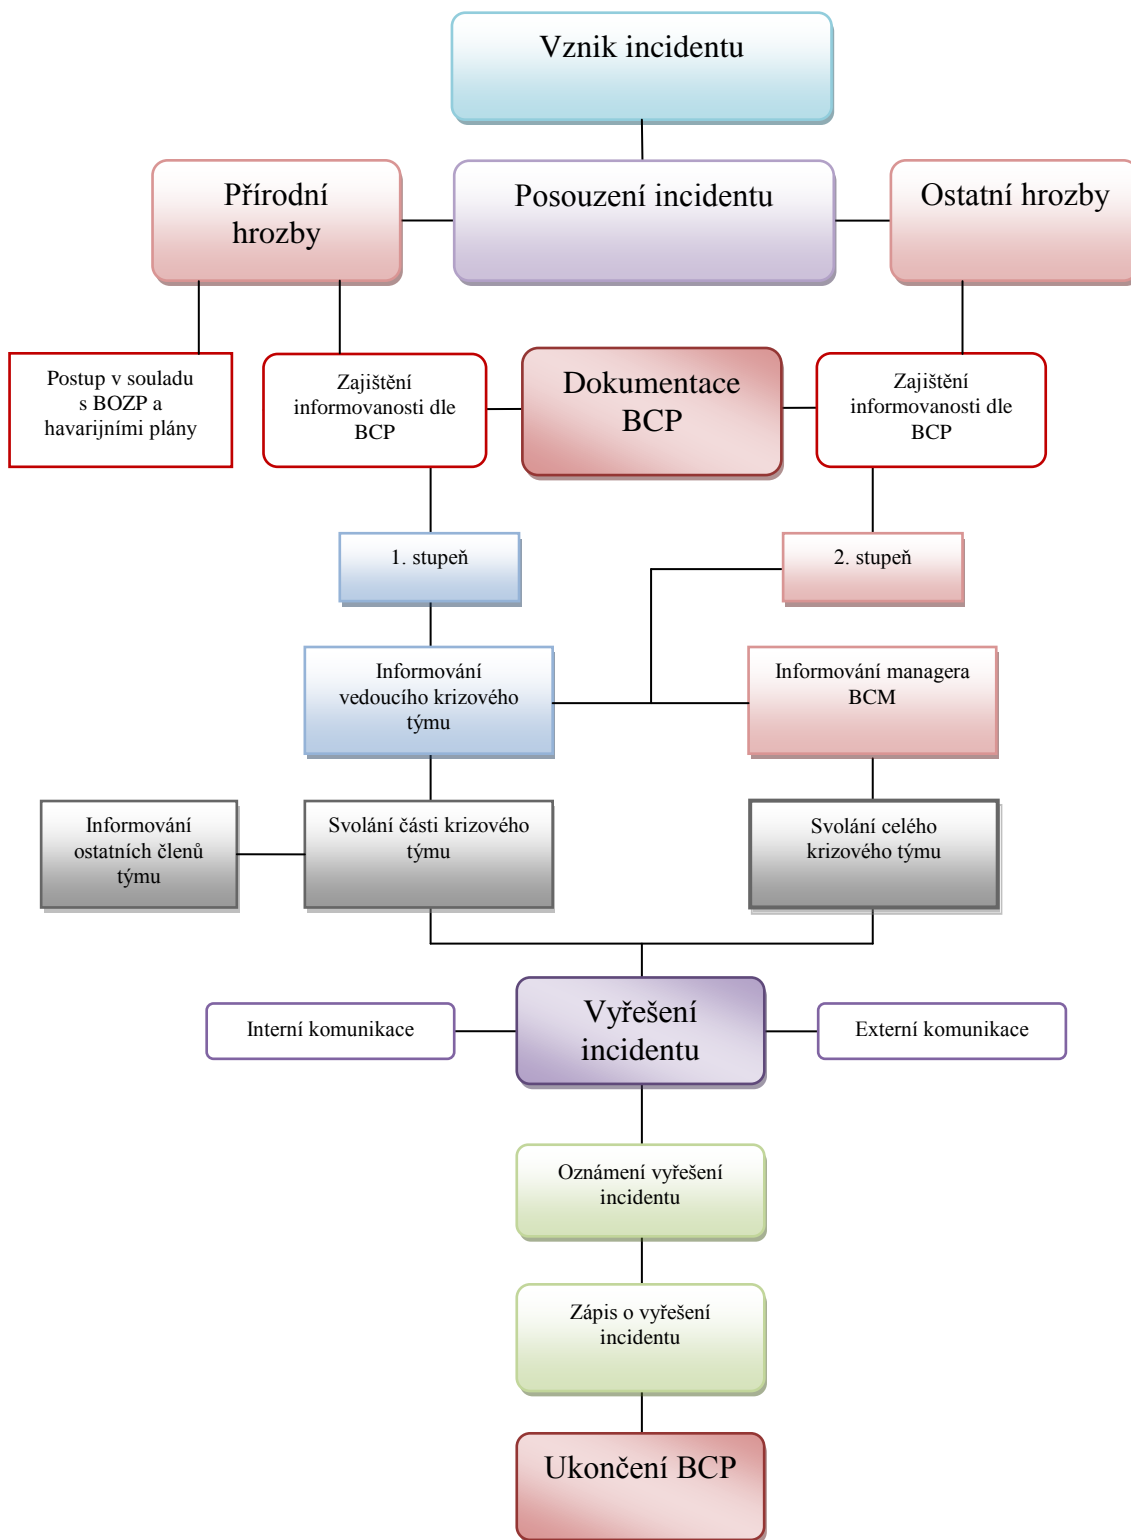 Vznik incidentu
Přírodní
hrozby
Posouzení incidentu
Ostatní hrozby
Postup v souladu
s BOZP a
havarijními plány
Zajištění
informovanosti dle
BCP
Dokumentace
BCP
Zajištění
informovanosti dle
BCP
1. stupeň
2. stupeň
Informování
vedoucího krizového
týmu
Informování managera
BCM
Informování
ostatních členů
týmu
Svolání části krizového
týmu
Svolání celého
krizového týmu
Interní komunikace
Vyřešení
incidentu
Externí komunikace
Oznámení vyřešení
incidentu
Zápis o vyřešení
incidentu
Ukončení BCP